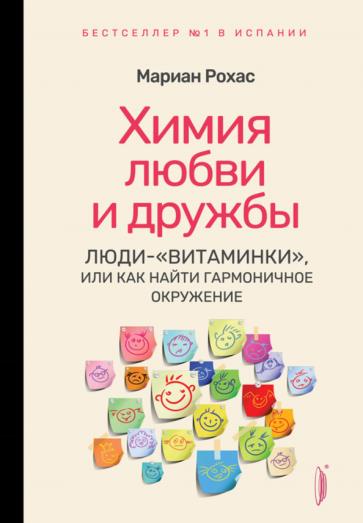 БЕСТСЕЛЛЕР №1 В ИСПАНИИ
Мариан Рохас
Химия
любви
и дружбы
ЛЮДИ-«ВИТАМИНКИ»,
ИЛИ КАК НАЙТИ ГАРМОНИЧНОЕ
ОКРУЖЕНИЕ
®